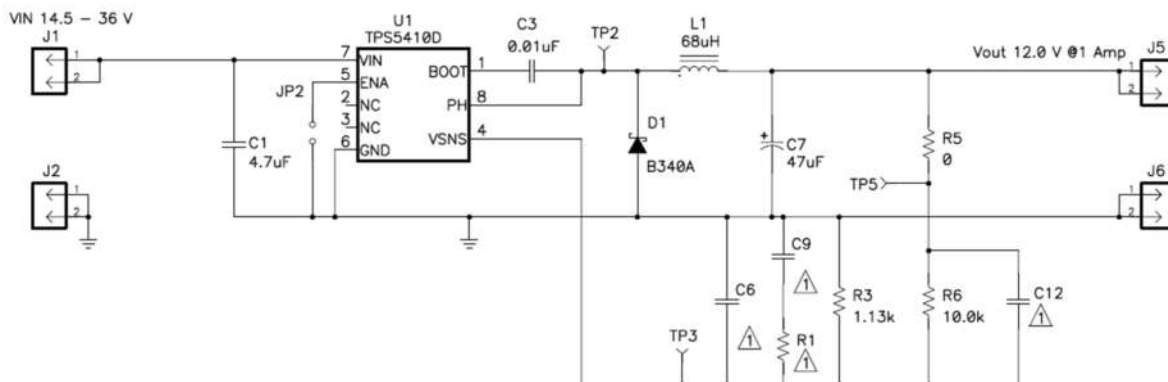 VIN 14.5 – 36 V
J1
1
2
U1
TPS5410D
7 VIN
5 ENA
2 NC
3 NC
6 GND
BOOT 1
PH 8
VSNS 4
JP2
C1
4.7uF
J2
1
2
C3
0.01uF
TP2
L1
68uH
D1
B340A
+
C7
47uF
Vout 12.0 V @1 Amp
J5
1
2
R5
0
TP5
J6
1
2
C6
1
C9
1
R1
1
R3
1.13k
R6
10.0k
C12
1
TP3